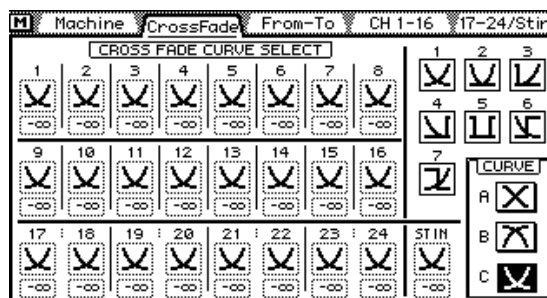 M Machine CrossFade From-To CH 1-16 17-24/Stin
CROSS FADE CURVE SELECT
1 2 3 4 5 6 7 8
-∞ -∞ -∞ -∞ -∞ -∞ -∞ -∞
9 10 11 12 13 14 15 16
-∞ -∞ -∞ -∞ -∞ -∞ -∞ -∞
17 : 18 19 : 20 21 : 22 23 : 24 ST IN
-∞ -∞ -∞ -∞ -∞ -∞ -∞ -∞ -∞
1 2 3
4 5 6
7
CURVE
A
B
C